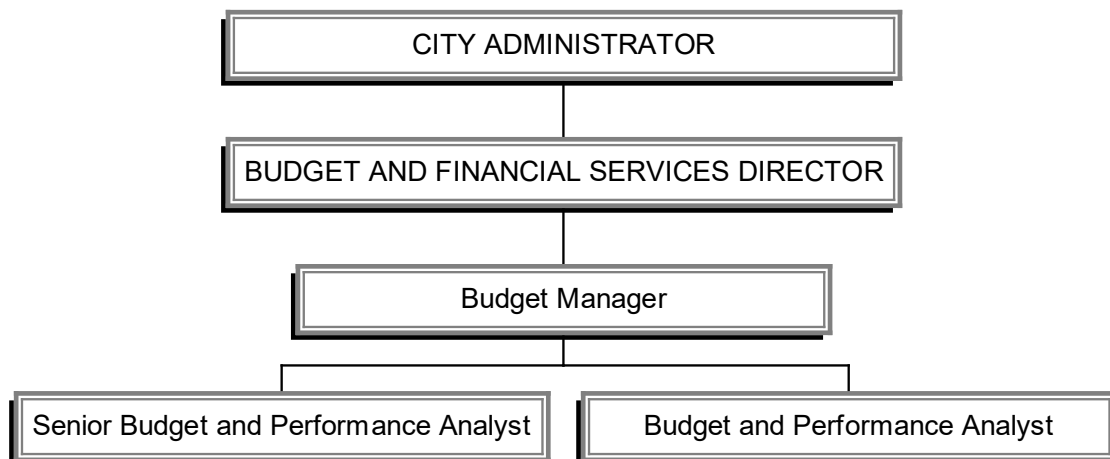 CITY ADMINISTRATOR
BUDGET AND FINANCIAL SERVICES DIRECTOR
Budget Manager
Senior Budget and Performance Analyst
Budget and Performance Analyst